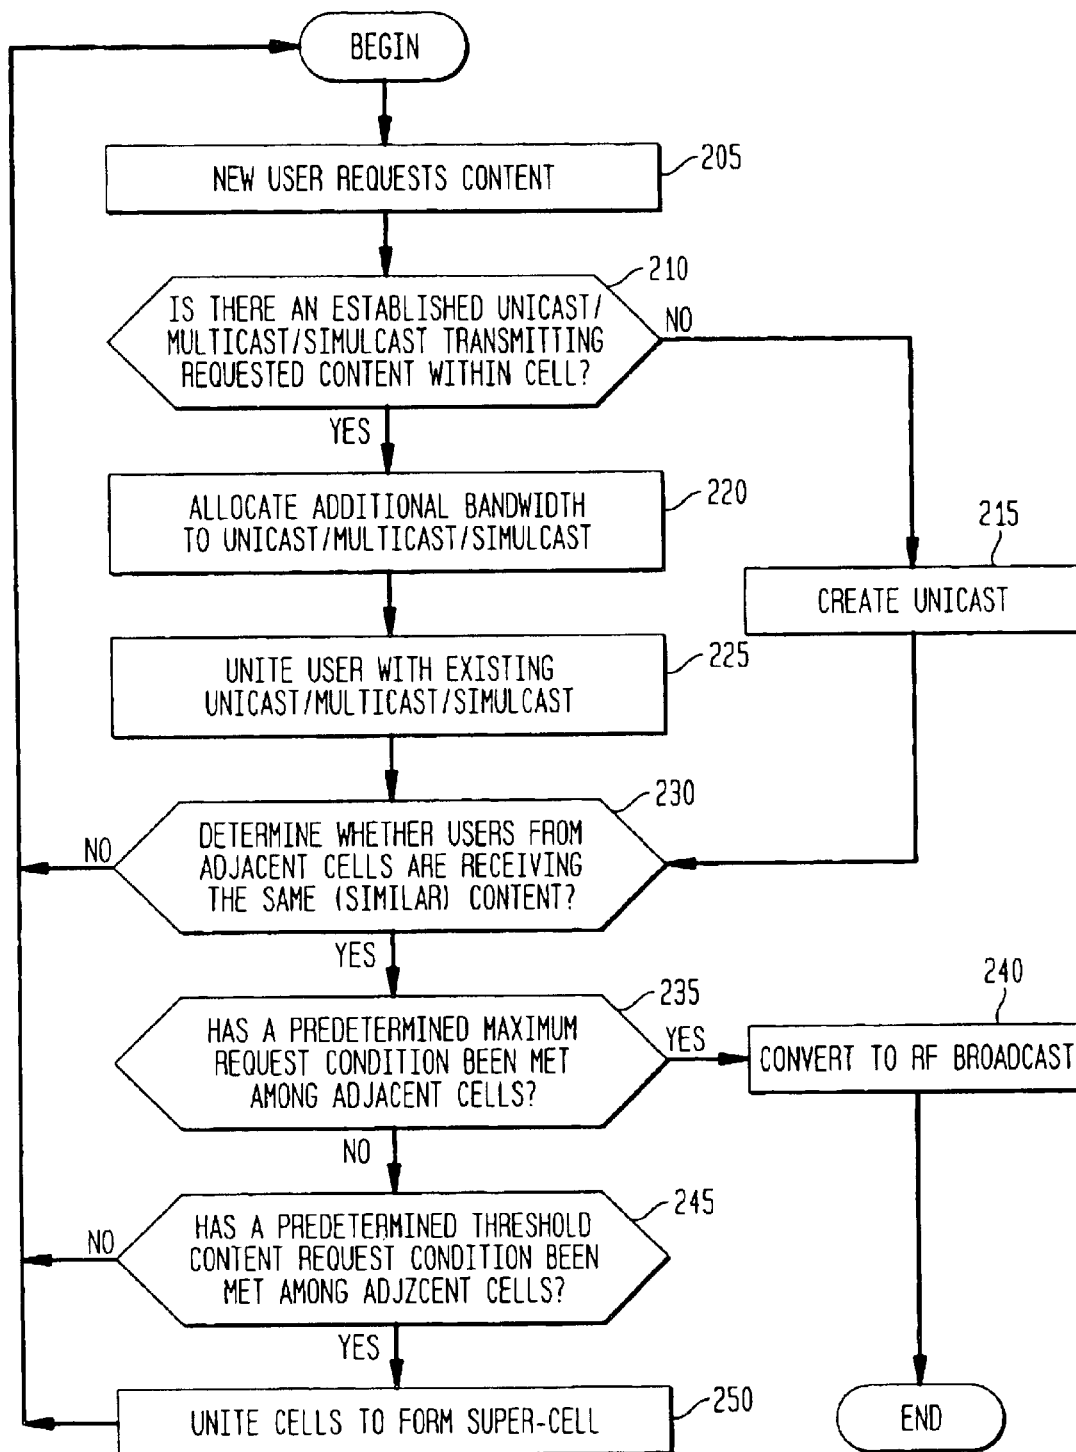 BEGIN
NEW USER REQUESTS CONTENT
205
IS THERE AN ESTABLISHED UNICAST/
MULTICAST/SIMULCAST TRANSMITTING
REQUESTED CONTENT WITHIN CELL?
210
NO
YES
ALLOCATE ADDITIONAL BANDWIDTH
TO UNICAST/MULTICAST/SIMULCAST
220
215
CREATE UNICAST
UNITE USER WITH EXISTING
UNICAST/MULTICAST/SIMULCAST
225
DETERMINE WHETHER USERS FROM
ADJACENT CELLS ARE RECEIVING
THE SAME (SIMILAR) CONTENT?
230
NO
YES
HAS A PREDETERMINED MAXIMUM
REQUEST CONDITION BEEN MET
AMONG ADJACENT CELLS?
235
YES
240
CONVERT TO RF BROADCAST
NO
HAS A PREDETERMINED THRESHOLD
CONTENT REQUEST CONDITION BEEN
MET AMONG ADJZCENT CELLS?
245
NO
YES
UNITE CELLS TO FORM SUPER-CELL
250
END